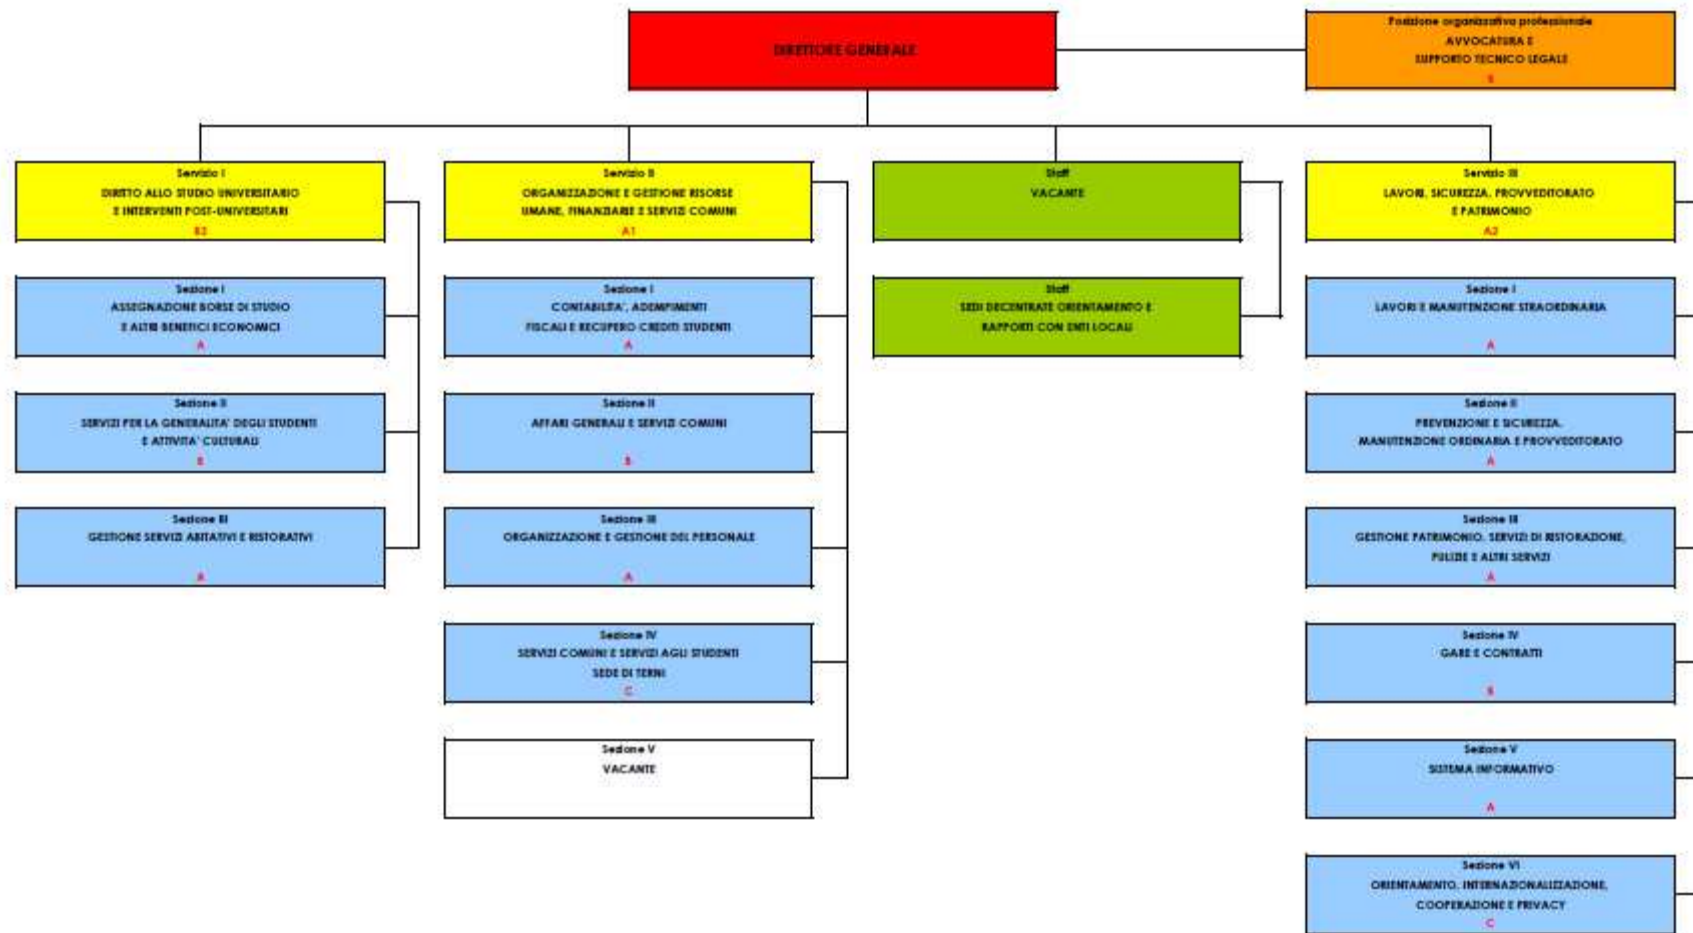 DIRETTORE GENERALE
Posizione organizzativa professionale
AVVOCATURA E
SUPPORTO TECNICO LEGALE
Servizio I
DIRITTO ALLO STUDIO UNIVERSITARIO
E INTERVENTI POST-UNIVERSITARI
Sezione I
ASSEGNAZIONE BORSE DI STUDIO
E ALTRI BENEFICI ECONOMICI
A
Sezione II
SERVIZI PER LA GENERALITA' DEGLI STUDENTI
E ATTIVITA' CULTURALI
Sezione III
GESTIONE SERVIZI ABITATIVI E RISTORATIVI
A
Servizio II
ORGANIZZAZIONE E GESTIONE RISORSE
UMANE, FINANZIARIE E SERVIZI COMUNI
A1
Sezione I
CONTABILITA', ADEMPIMENTI
FISCALI E RECUPERO CREDITI STUDENTI
A
Sezione II
AFFARI GENERALI E SERVIZI COMUNI
B
Sezione III
ORGANIZZAZIONE E GESTIONE DEL PERSONALE
A
Sezione IV
SERVIZI COMUNI E SERVIZI AGLI STUDENTI
SEDE DI TERNI
C
Sezione V
VACANTE
Staff
VACANTE
Staff
SEDI DECENTRATE ORIENTAMENTO E
RAPPORTI CON ENTI LOCALI
Servizio III
LAVORI, SICUREZZA, PROVVEDITORATO
E PATRIMONIO
A2
Sezione I
LAVORI E MANUTENZIONE STRAORDINARIA
A
Sezione II
PREVENZIONE E SICUREZZA,
MANUTENZIONE ORDINARIA E PROVVEDITORATO
A
Sezione III
GESTIONE PATRIMONIO, SERVIZI DI RISTORAZIONE,
PULIZIE E ALTRI SERVIZI
A
Sezione IV
GARE E CONTRATTI
Sezione V
SISTEMA INFORMATIVO
A
Sezione VI
ORIENTAMENTO, INTERNAZIONALIZZAZIONE,
COOPERAZIONE E PRIVACY
C